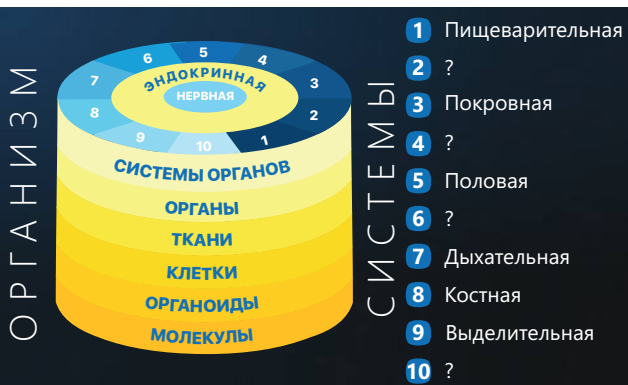 ОРГАНИЗМ
6
5
4
7
ЭНДОКРИННАЯ
3
НЕРВНАЯ
8
2
9
10
1
СИСТЕМЫ ОРГАНОВ
ОРГАНЫ
ТКАНИ
КЛЕТКИ
ОРГАНОИДЫ
МОЛЕКУЛЫ
СИСТЕМЫ
1 Пищеварительная
2 ?
3 Покровная
4 ?
5 Половая
6 ?
7 Дыхательная
8 Костная
9 Выделительная
10 ?